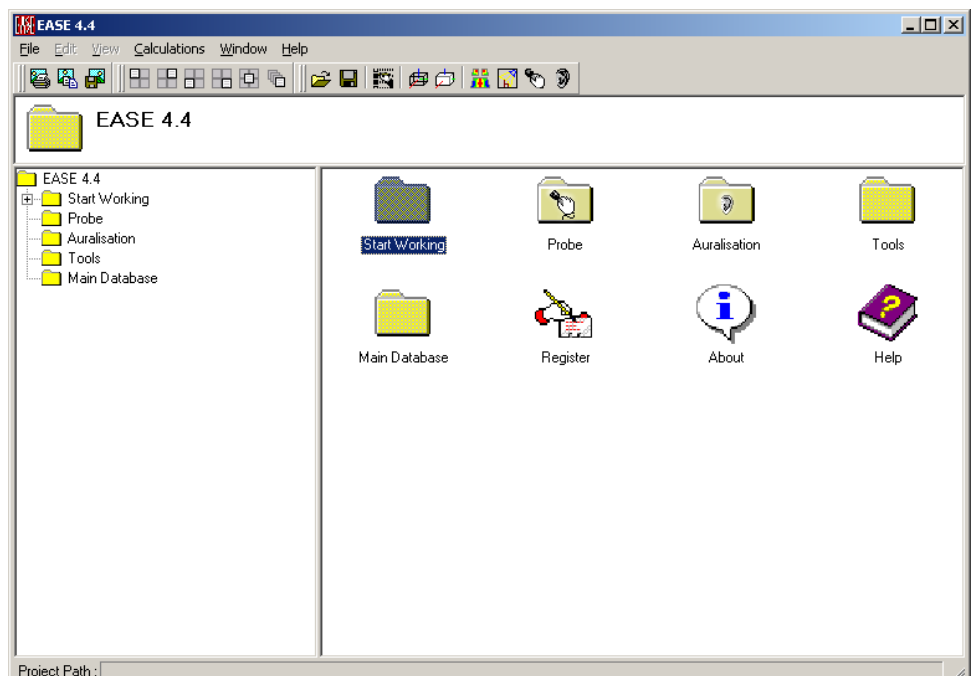 EASE 4.4
File Edit View Calculations Window Help
EASE 4.4
EASE 4.4
Start Working
Probe
Auralisation
Tools
Main Database
Start Working Probe Auralisation Tools
Main Database Register About Help
Project Path :